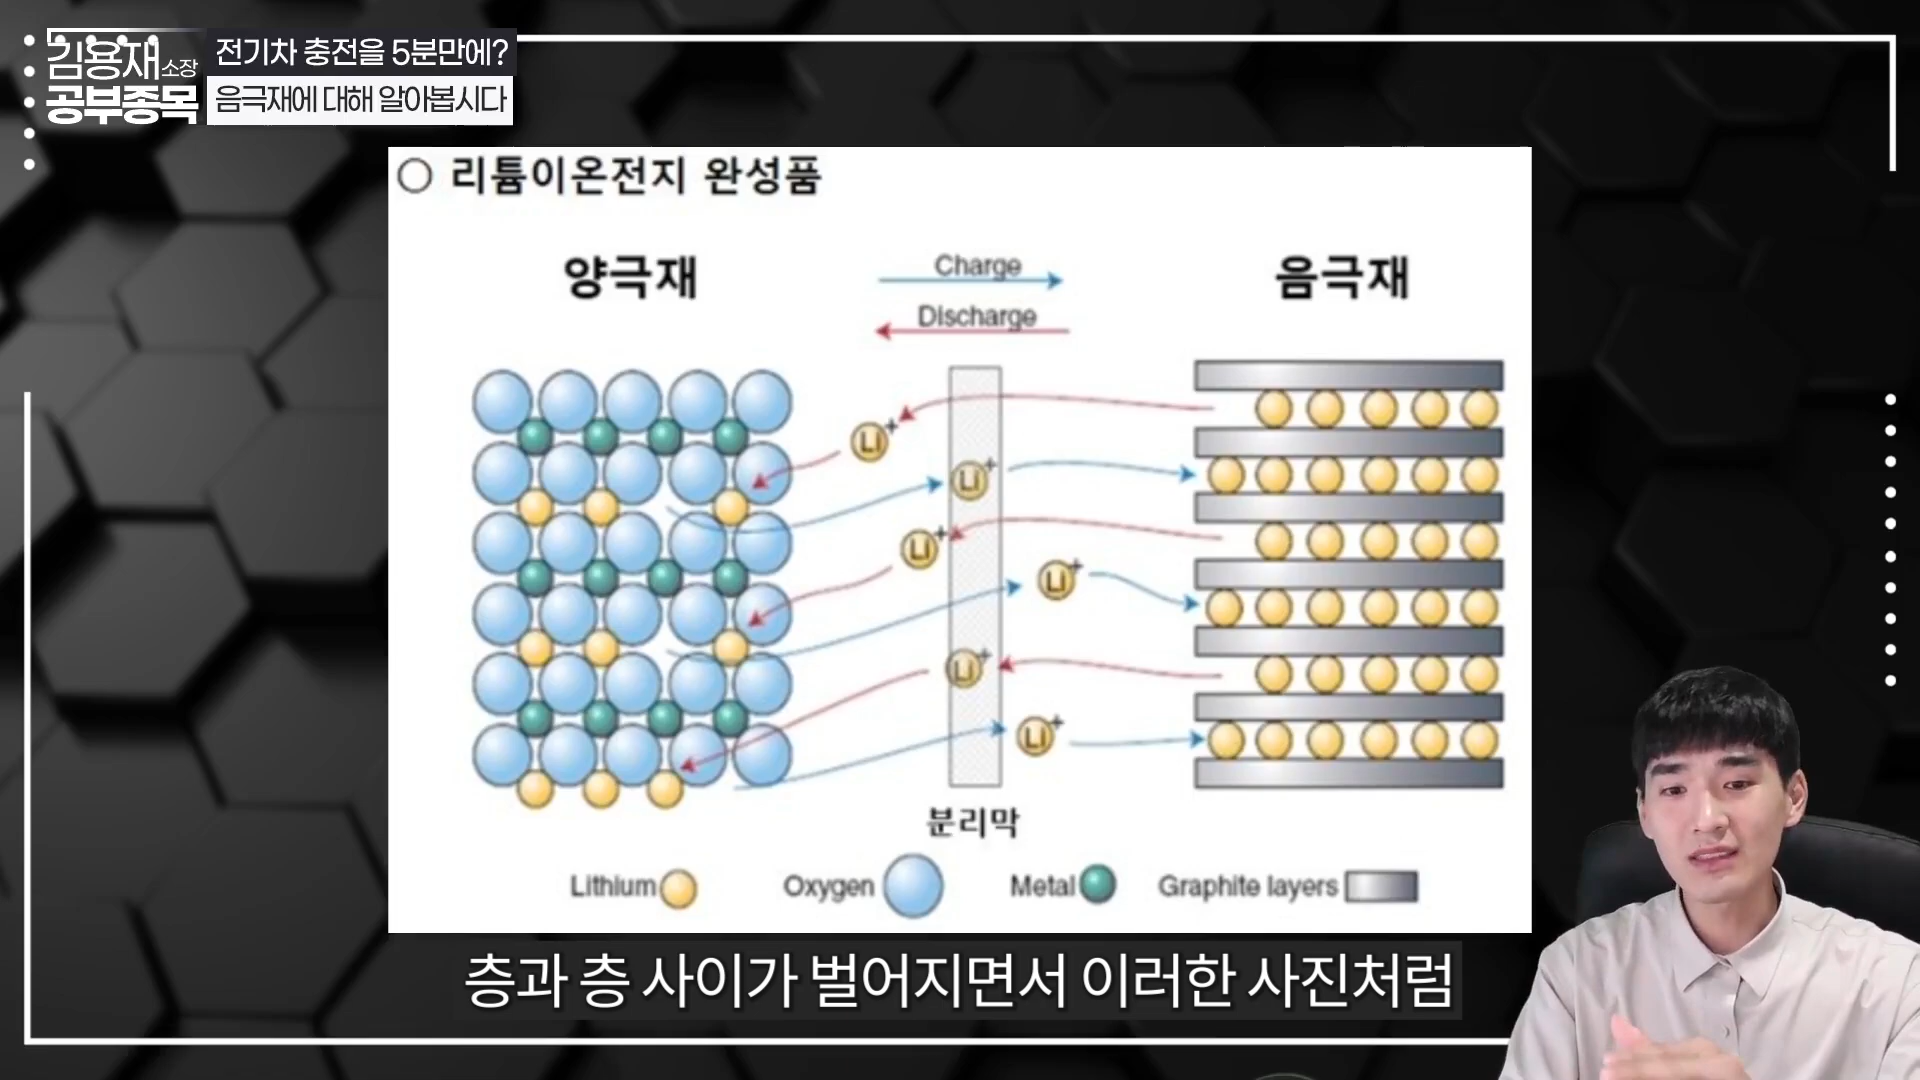 김용재 소장
공부종목
전기차 충전을 5분만에?
음극재에 대해 알아봅시다
○ 리튬이온전지 완성품
양극재
Charge
Discharge
음극재
Li+
Li+
Li+
Li+
Li+
Li+
분리막
Lithium
Oxygen
Metal
Graphite layers
층과 층 사이가 벌어지면서 이러한 사진처럼